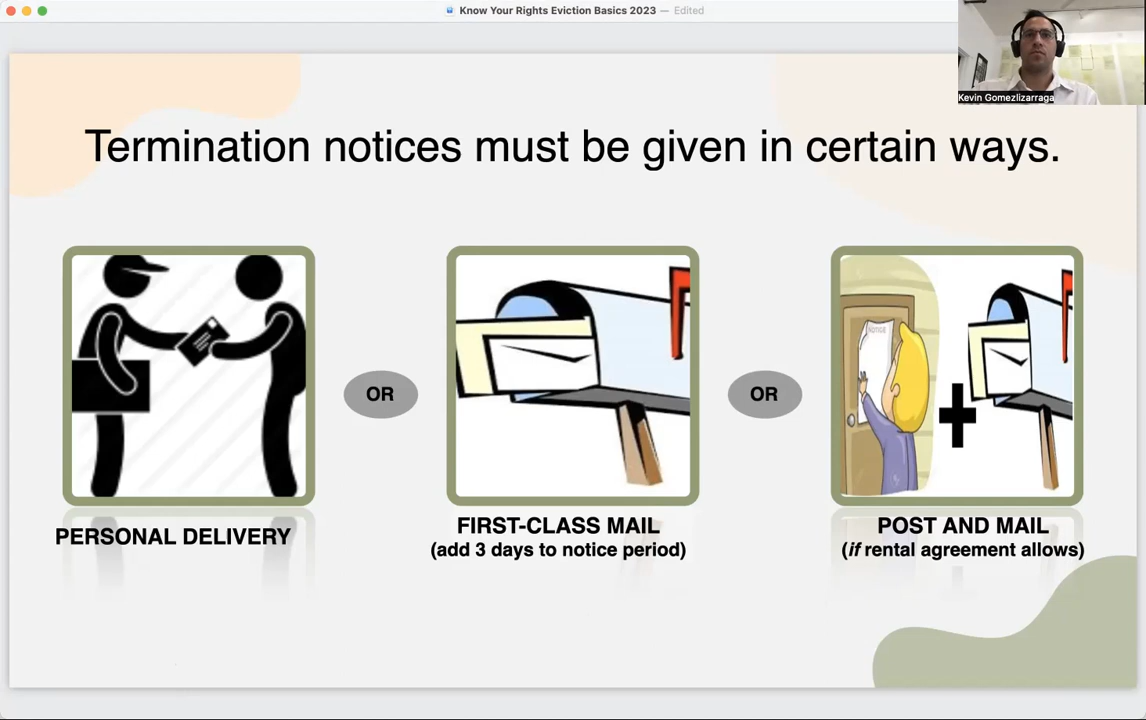 Know Your Rights Eviction Basics 2023 — Edited
Kevin Gomezlizarraga
Termination notices must be given in certain ways.
NOTICE
OR
OR
PERSONAL DELIVERY
FIRST-CLASS MAIL
(add 3 days to notice period)
POST AND MAIL
(if rental agreement allows)